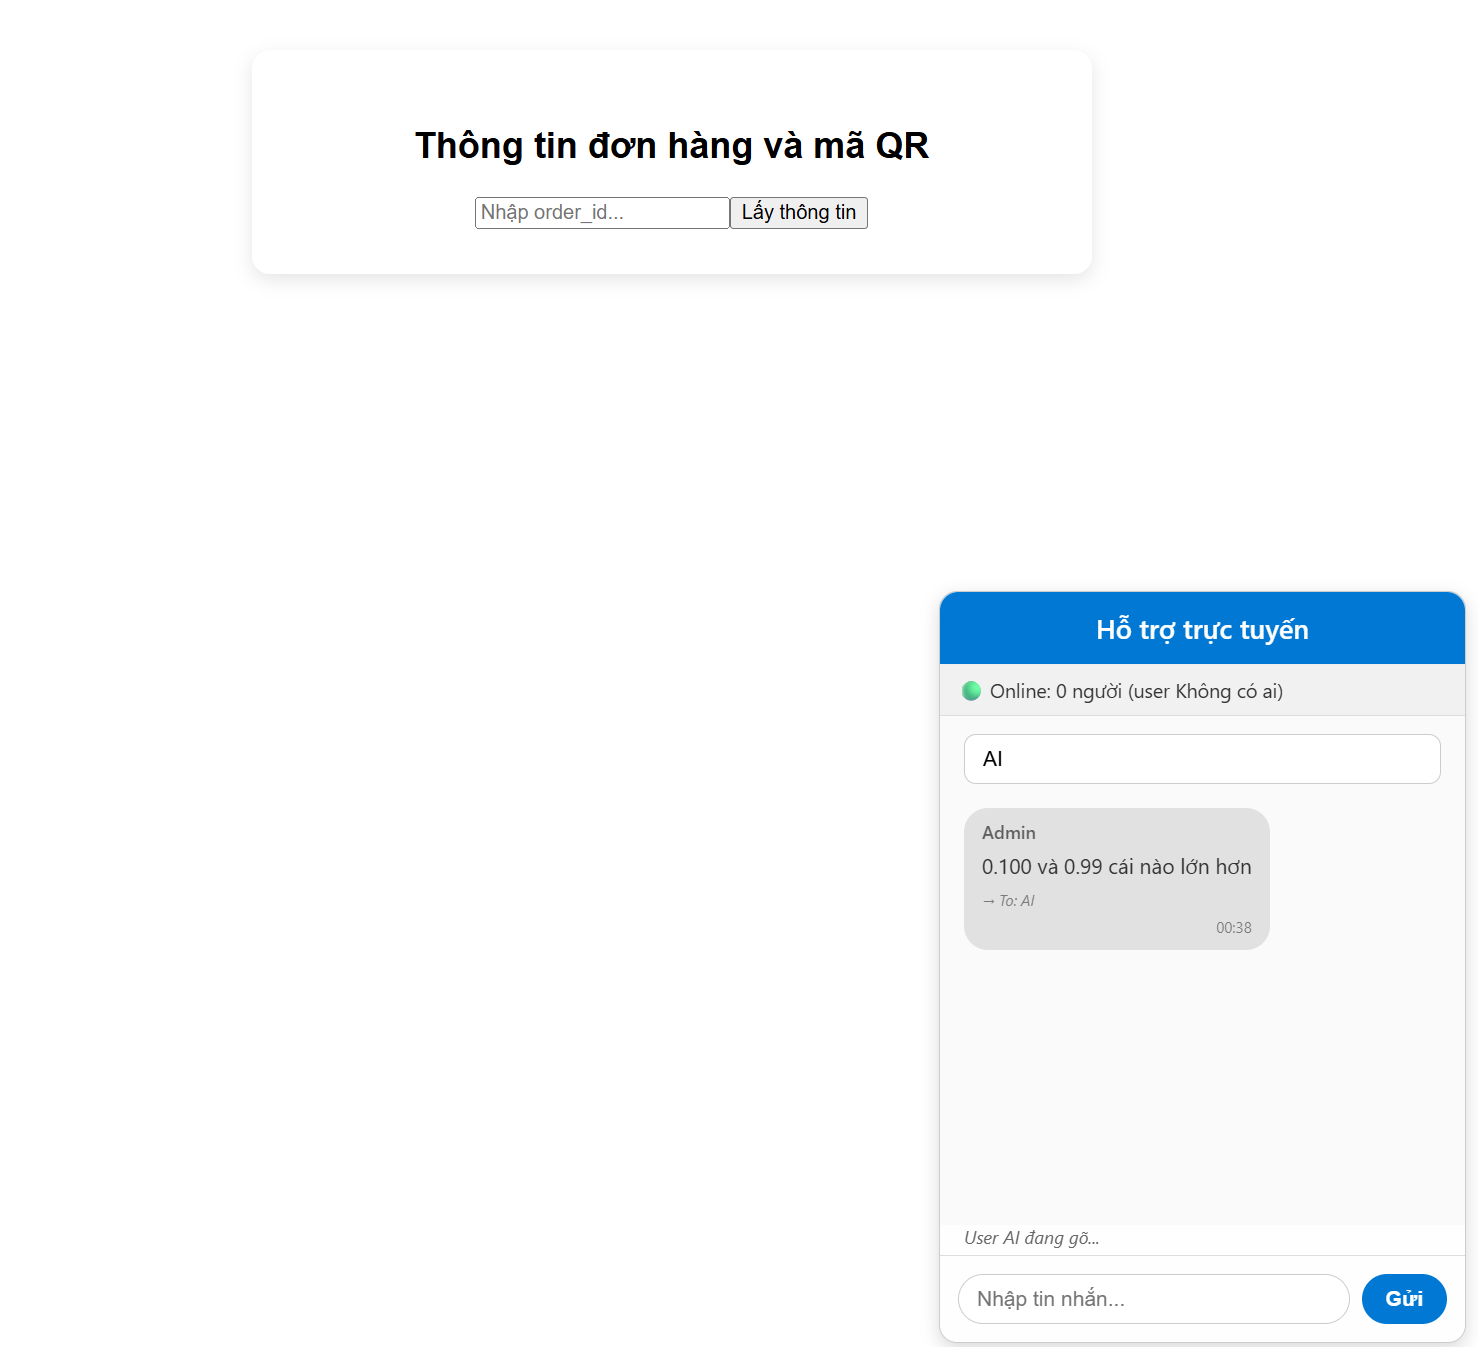 Thông tin đơn hàng và mã QR
Nhập order_id...
Lấy thông tin
Hỗ trợ trực tuyến
Online: 0 người (user Không có ai)
AI
Admin
0.100 và 0.99 cái nào lớn hơn
→ To: AI
00:38
User AI đang gõ...
Nhập tin nhắn...
Gửi